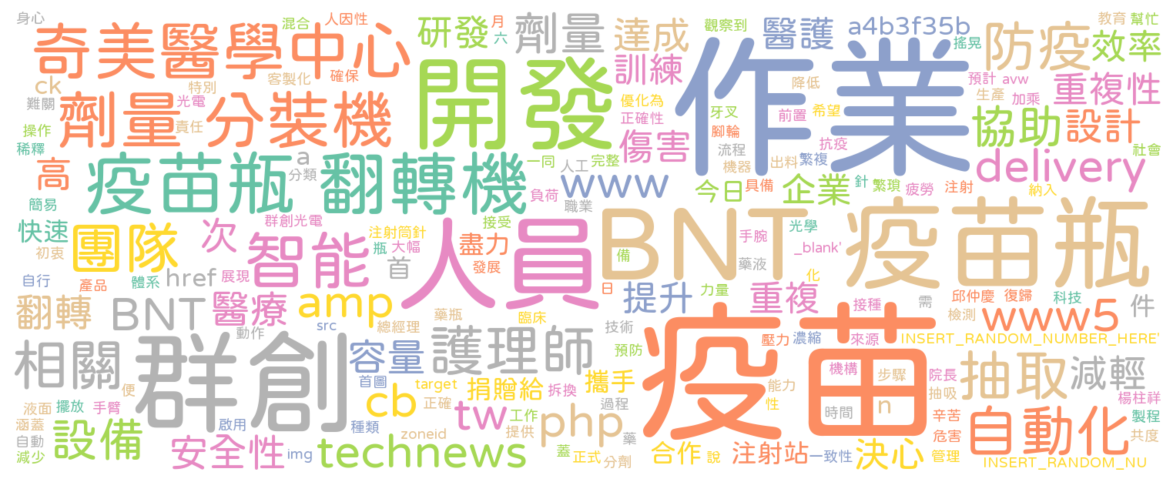 身心 混合 人因性 研發 月 六 劑量 達成 觀察到 醫護 a4b3f35b 搖晃 防疫 教育 幫忙 效率
奇美醫學中心 開發 作業
ck 特別 客製化 確保 訓練 優化為 正確性 牙叉 降低 前置 希望 預計 avw 生產 加乘 重複性
難關 劑量 分裝機 光電 責任 傷害 腳輪 流程 抗疫 協助 設計
操作 稀釋 高 疫苗瓶 翻轉機 a 分類 一同 人工 完整 機器 出料 繁複 社會
簡易 負荷 職業 www 今日 具備 企業 針 繁現 疲勞 注射 納入 delivery
快速 初衷 團隊 次 群創光電 智能 接受 人員 BNT 疫苗瓶
注射筒針 瓶 大幅 首 盡力 發展 備 手腕 光學 _blank' 藥液 化
自行 產品 體系 href 展現 日 提升 力量 重複 接種 需 邱仲慶 復歸 科技 件
翻轉 BNT 醫療 amp 藥瓶 臨床 檢測 www5
動作 src 總經理 技術 壓力 濃縮 來源 INSERT_RANDOM_NUMBER_HERE'
相關 群創 容量 護理師 預防 疫苗 機構 步驟 院長 抽取 減輕
便 首圖 target 捐贈給 拆換 攜手 能力 性 抽吸 楊柱祥
液面 擺放 手臂 cb 正確 tw 工作 過程 php 時間 n 辛苦 自動化 製程
涵蓋 設備 啟用 種類 提供 藥 危害 共度
自動 減少 安全性 img technews zoneid 蓋 正式 分劑 合作 說 注射站 一致性 決心 管理 INSERT_RANDOM_NU